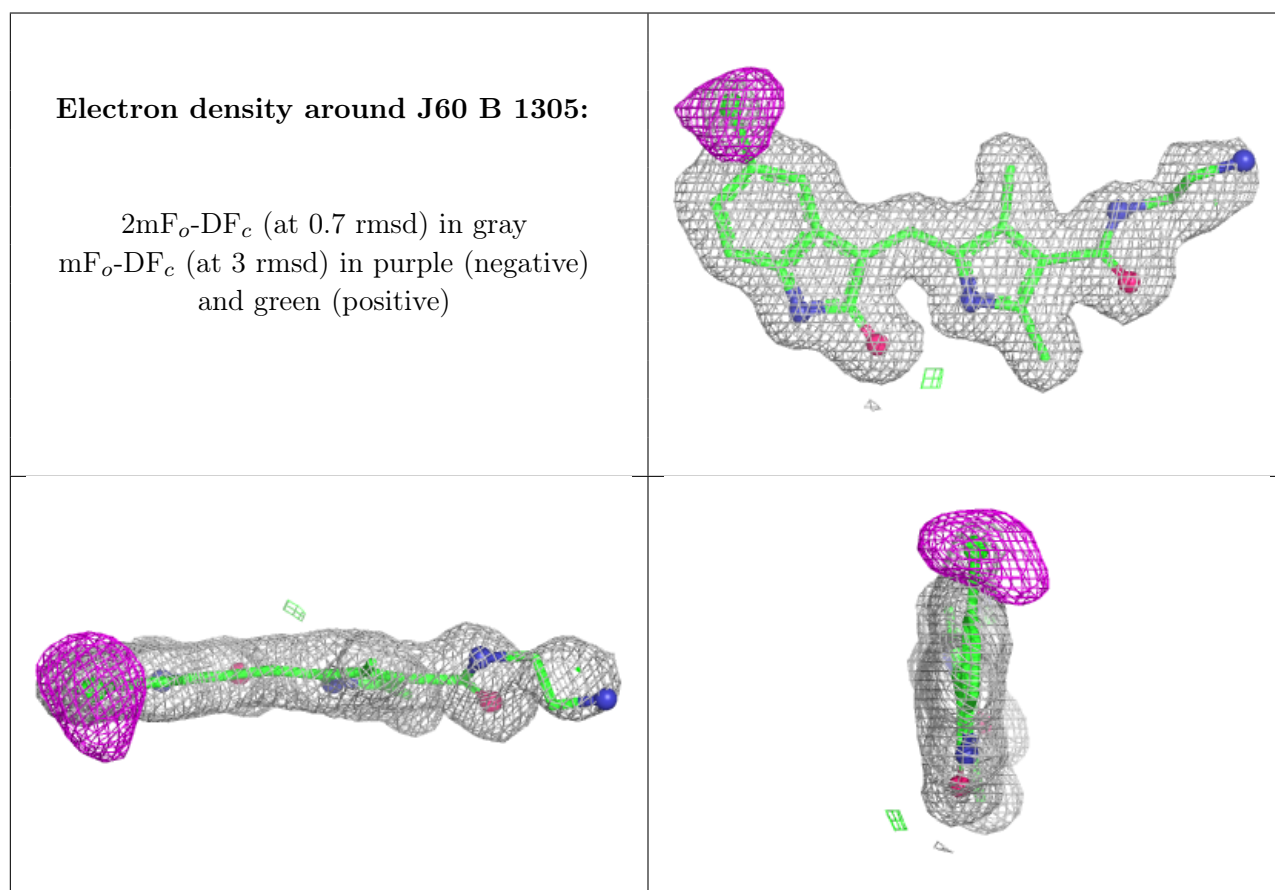 Electron density around J60 B 1305:
2mFo-DFc (at 0.7 rmsd) in gray
mFo-DFc (at 3 rmsd) in purple (negative)
and green (positive)